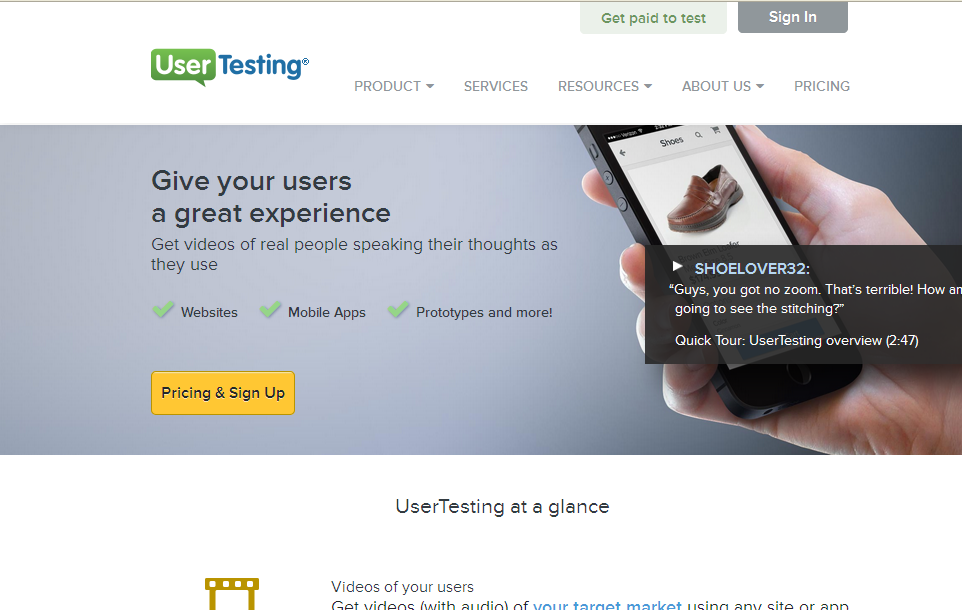 Get paid to test
Sign In
UserTesting®
PRODUCT
SERVICES
RESOURCES
ABOUT US
PRICING
Give your users
a great experience
Get videos of real people speaking their thoughts as
they use
Websites
Mobile Apps
Prototypes and more!
Pricing & Sign Up
Verizon
Shoes
SHOELOVER32:
“Guys, you got no zoom. That's terrible! How am
going to see the stitching?”
Quick Tour: UserTesting overview (2:47)
UserTesting at a glance
Videos of your users
Get videos (with audio) of your target market using any site or app